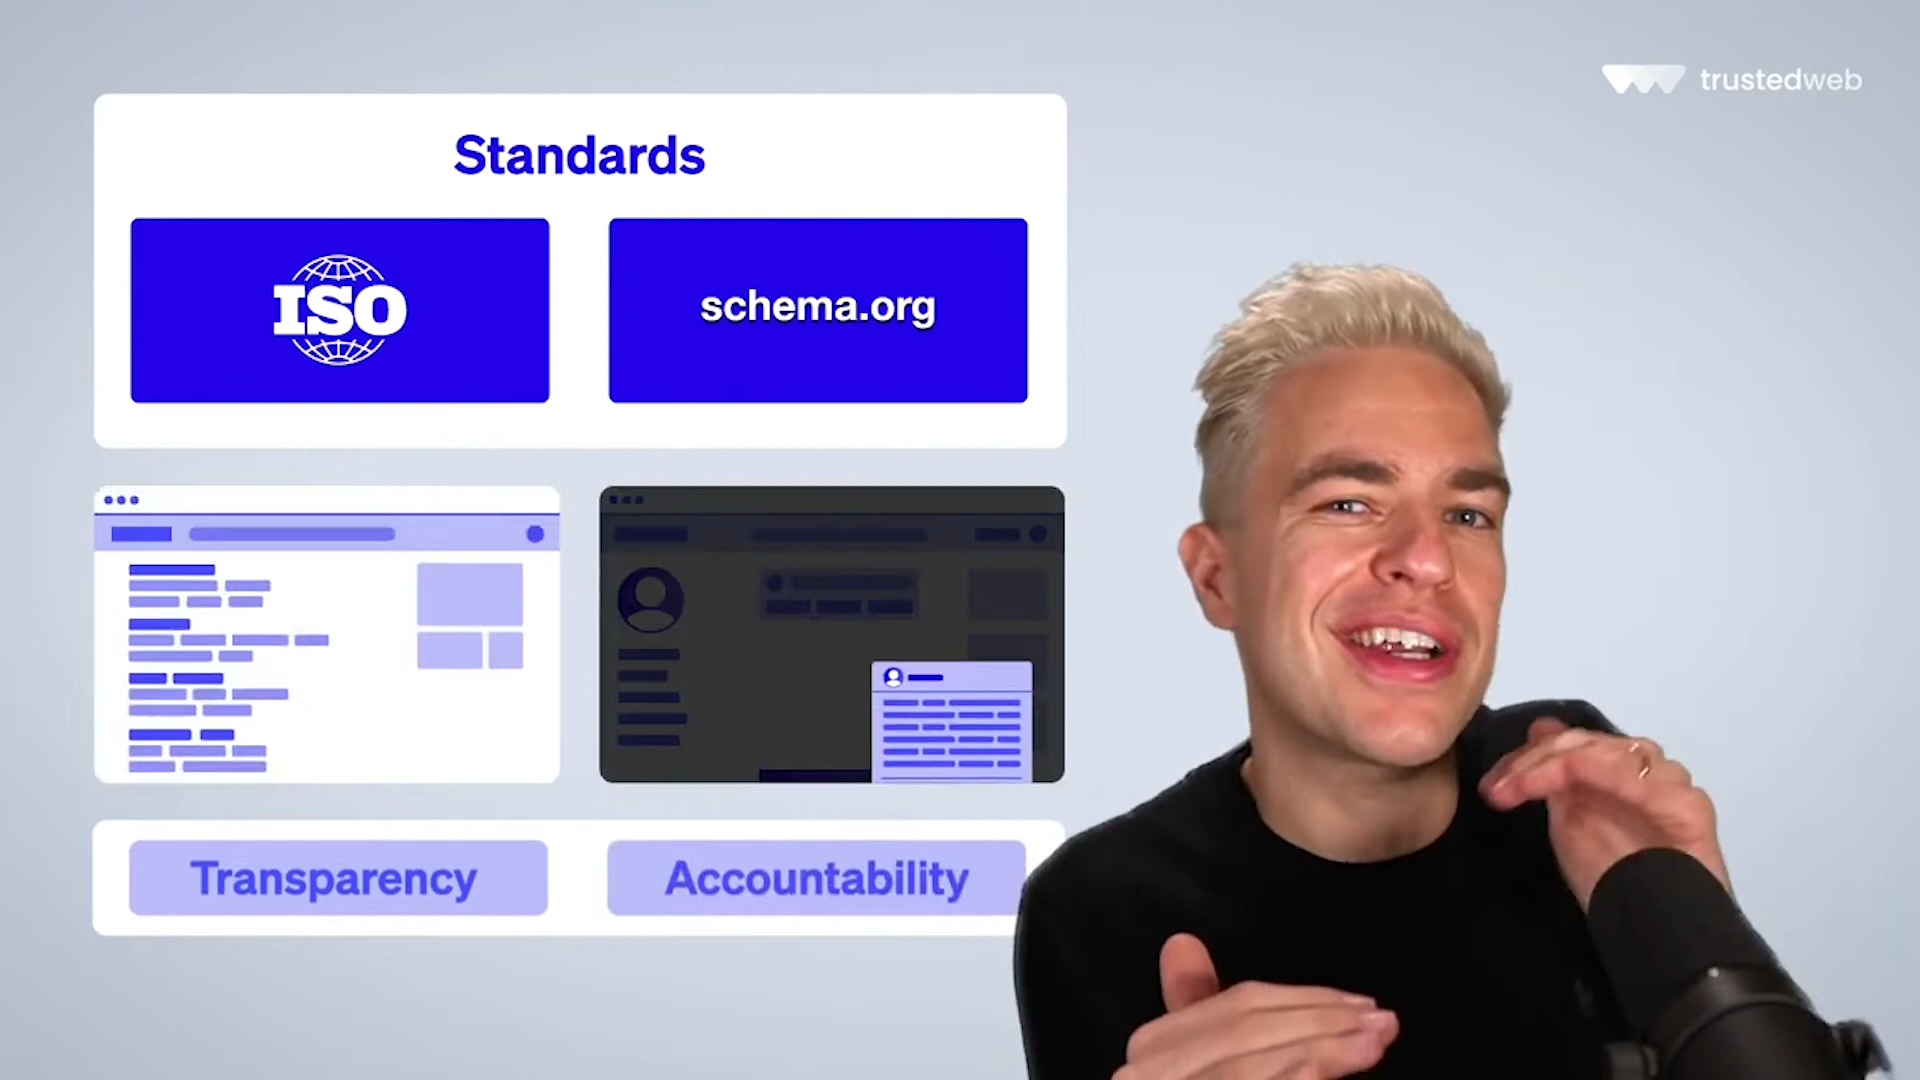 trustedweb
Standards
ISO
schema.org
Transparency
Accountability